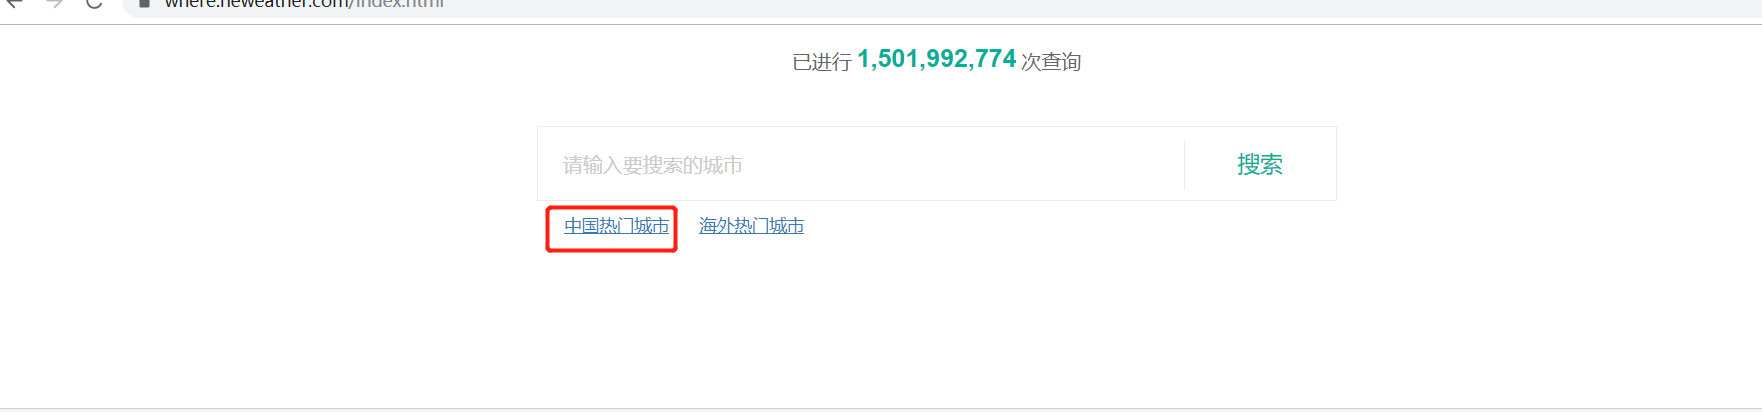 where.heweather.com/index.html
已进行 1,501,992,774 次查询
请输入要搜索的城市
搜索
中国热门城市 海外热门城市